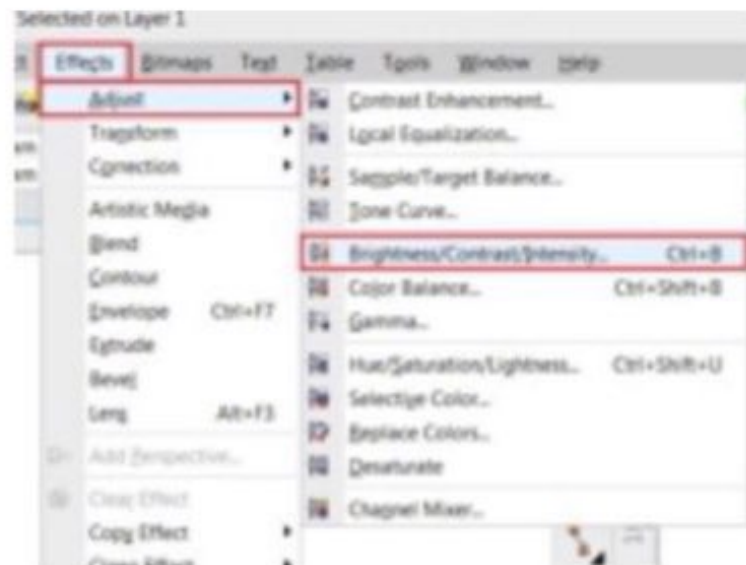 Selected on Layer 1
Effects Bitmaps Text Table Tools Window Help
Adjust
Transform
Correction
Artistic Media
Blend
Contour
Envelope Ctrl+F7
Extrude
Bevel
Lens Alt+F3
Add Perspective...
Clear Effect
Copy Effect
Clone Effect
Contrast Enhancement...
Local Equalization...
Sample/Target Balance...
Tone Curve...
Brightness/Contrast/Intensity... Ctrl+B
Color Balance... Ctrl+Shift+B
Gamma...
Hue/Saturation/Lightness... Ctrl+Shift+U
Selective Color...
Replace Colors...
Desaturate
Channel Mixer...